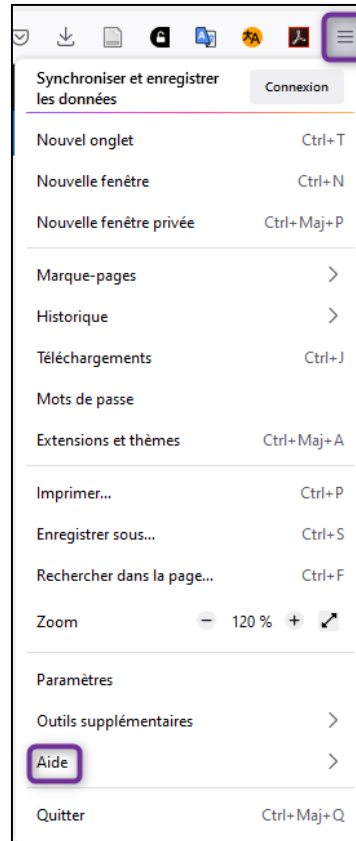 Synchroniser et enregistrer
les données
Connexion
Nouvel onglet Ctrl+T
Nouvelle fenêtre Ctrl+N
Nouvelle fenêtre privée Ctrl+Maj+P
Marque-pages
Historique
Téléchargements Ctrl+J
Mots de passe
Extensions et thèmes Ctrl+Maj+A
Imprimer... Ctrl+P
Enregistrer sous... Ctrl+S
Rechercher dans la page... Ctrl+F
Zoom − 120 % +
Paramètres
Outils supplémentaires
Aide
Quitter Ctrl+Maj+Q